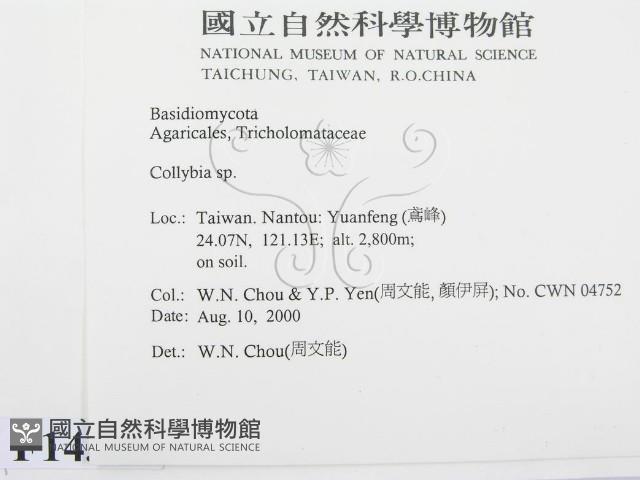 國立自然科學博物館
NATIONAL MUSEUM OF NATURAL SCIENCE
TAICHUNG, TAIWAN, R.O.CHINA
Basidiomycota
Agaricales, Tricholomataceae
Collybia sp.
Loc.: Taiwan. Nantou: Yuanfeng (鳶峰)
24.07N, 121.13E; alt. 2,800m;
on soil.
Col.: W.N. Chou & Y.P. Yen(周文能, 顏伊屏); No. CWN 04752
Date: Aug. 10, 2000
Det.: W.N. Chou(周文能)
國立自然科學博物館
NATIONAL MUSEUM OF NATURAL SCIENCE